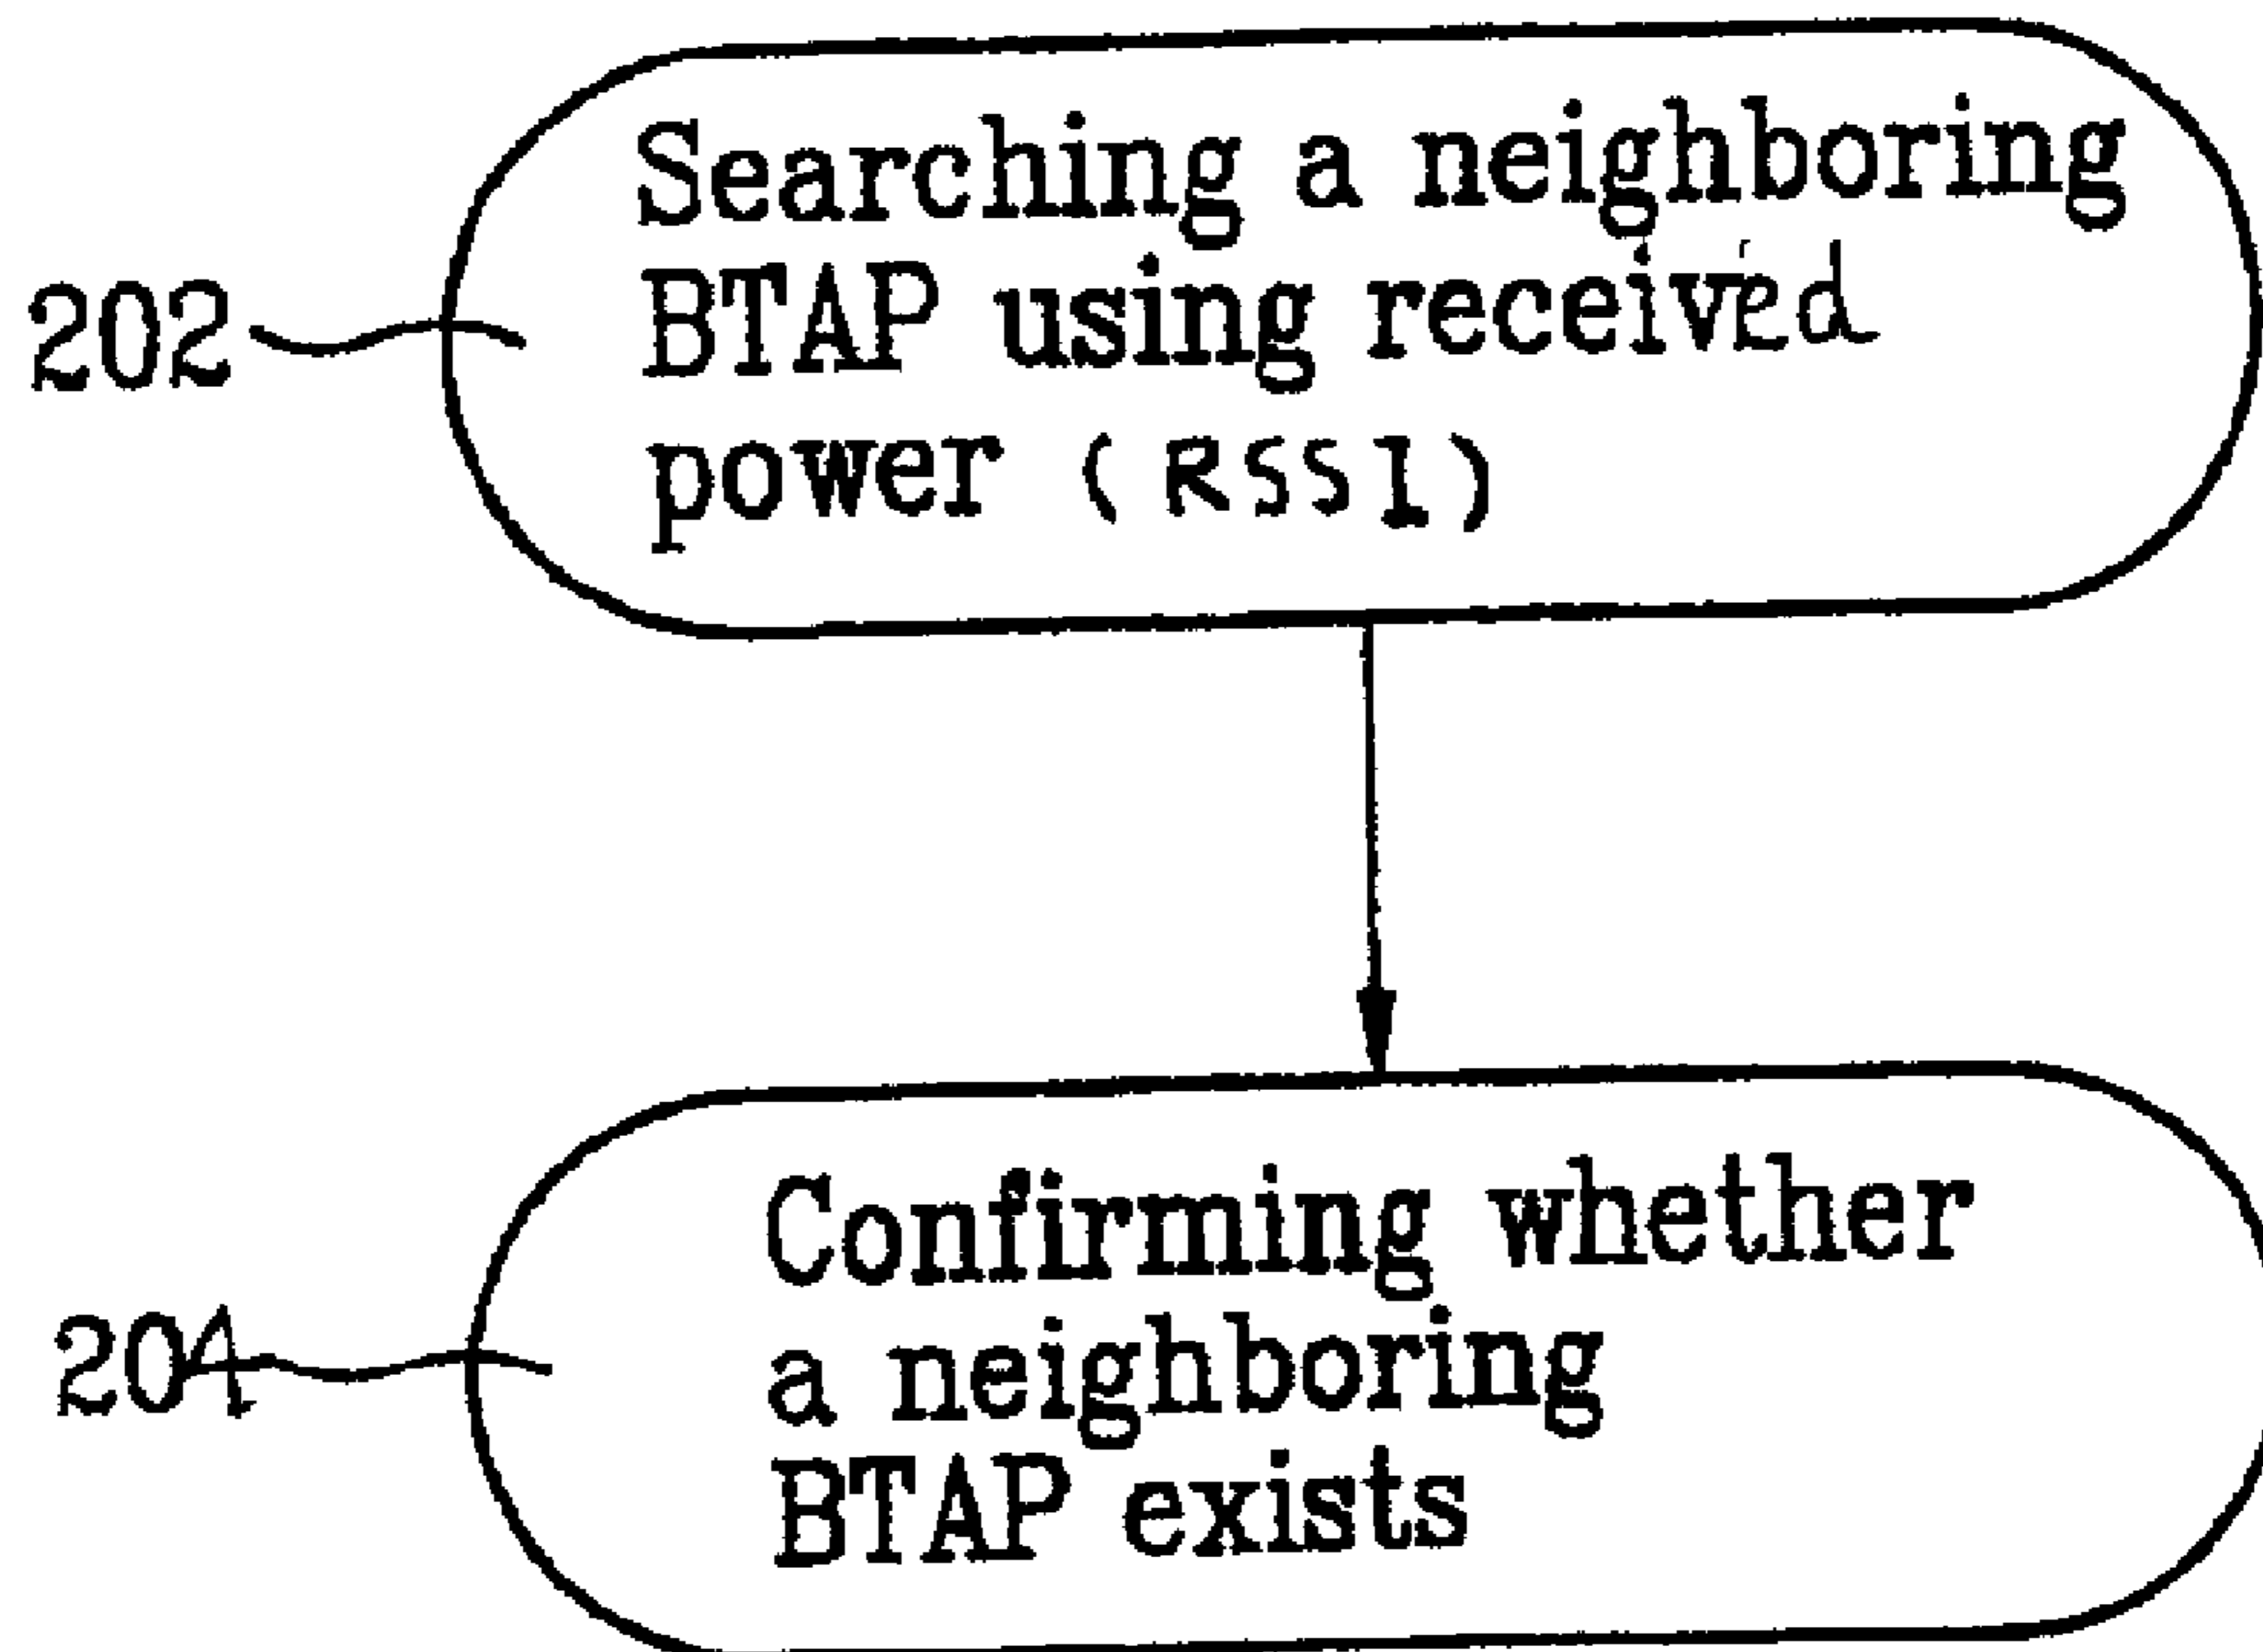 202
Searching a neighboring
BTAP using received
power (RSSI)
204
Confirming whether
a neighboring
BTAP exists